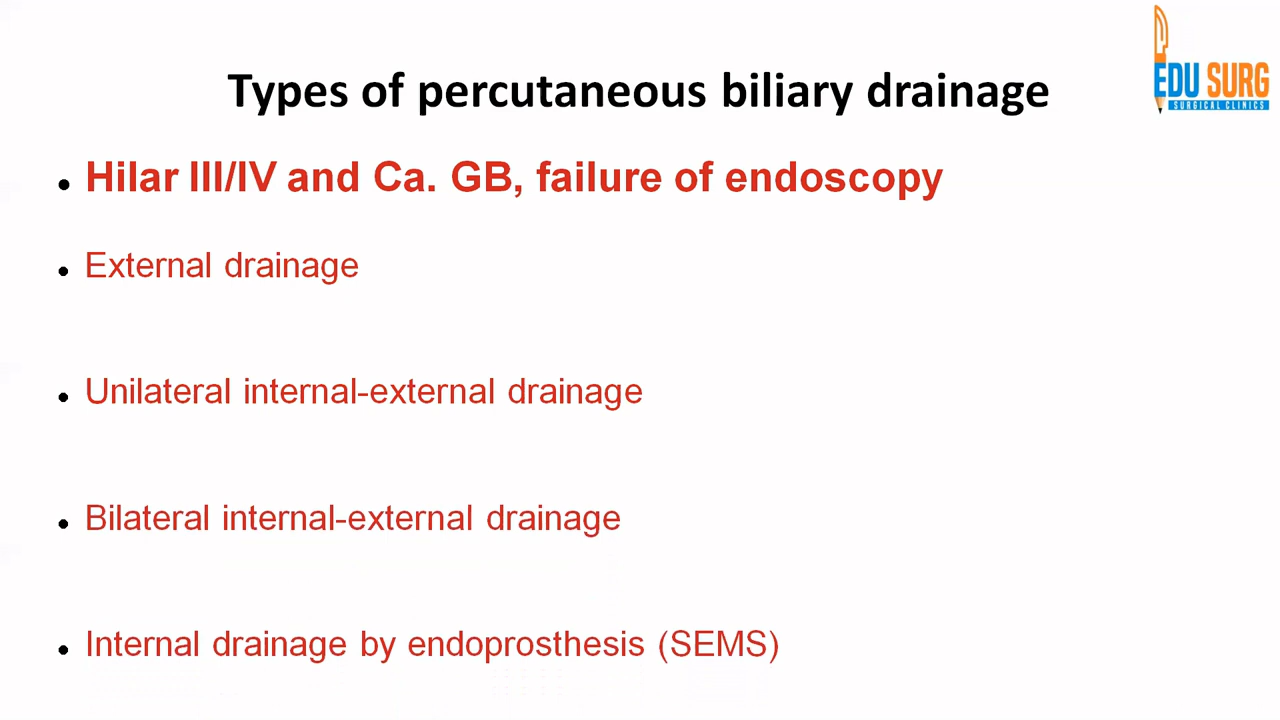 Types of percutaneous biliary drainage
EDU SURG
SURGICAL CLINICS
• Hilar III/IV and Ca. GB, failure of endoscopy
• External drainage
• Unilateral internal-external drainage
• Bilateral internal-external drainage
• Internal drainage by endoprosthesis (SEMS)